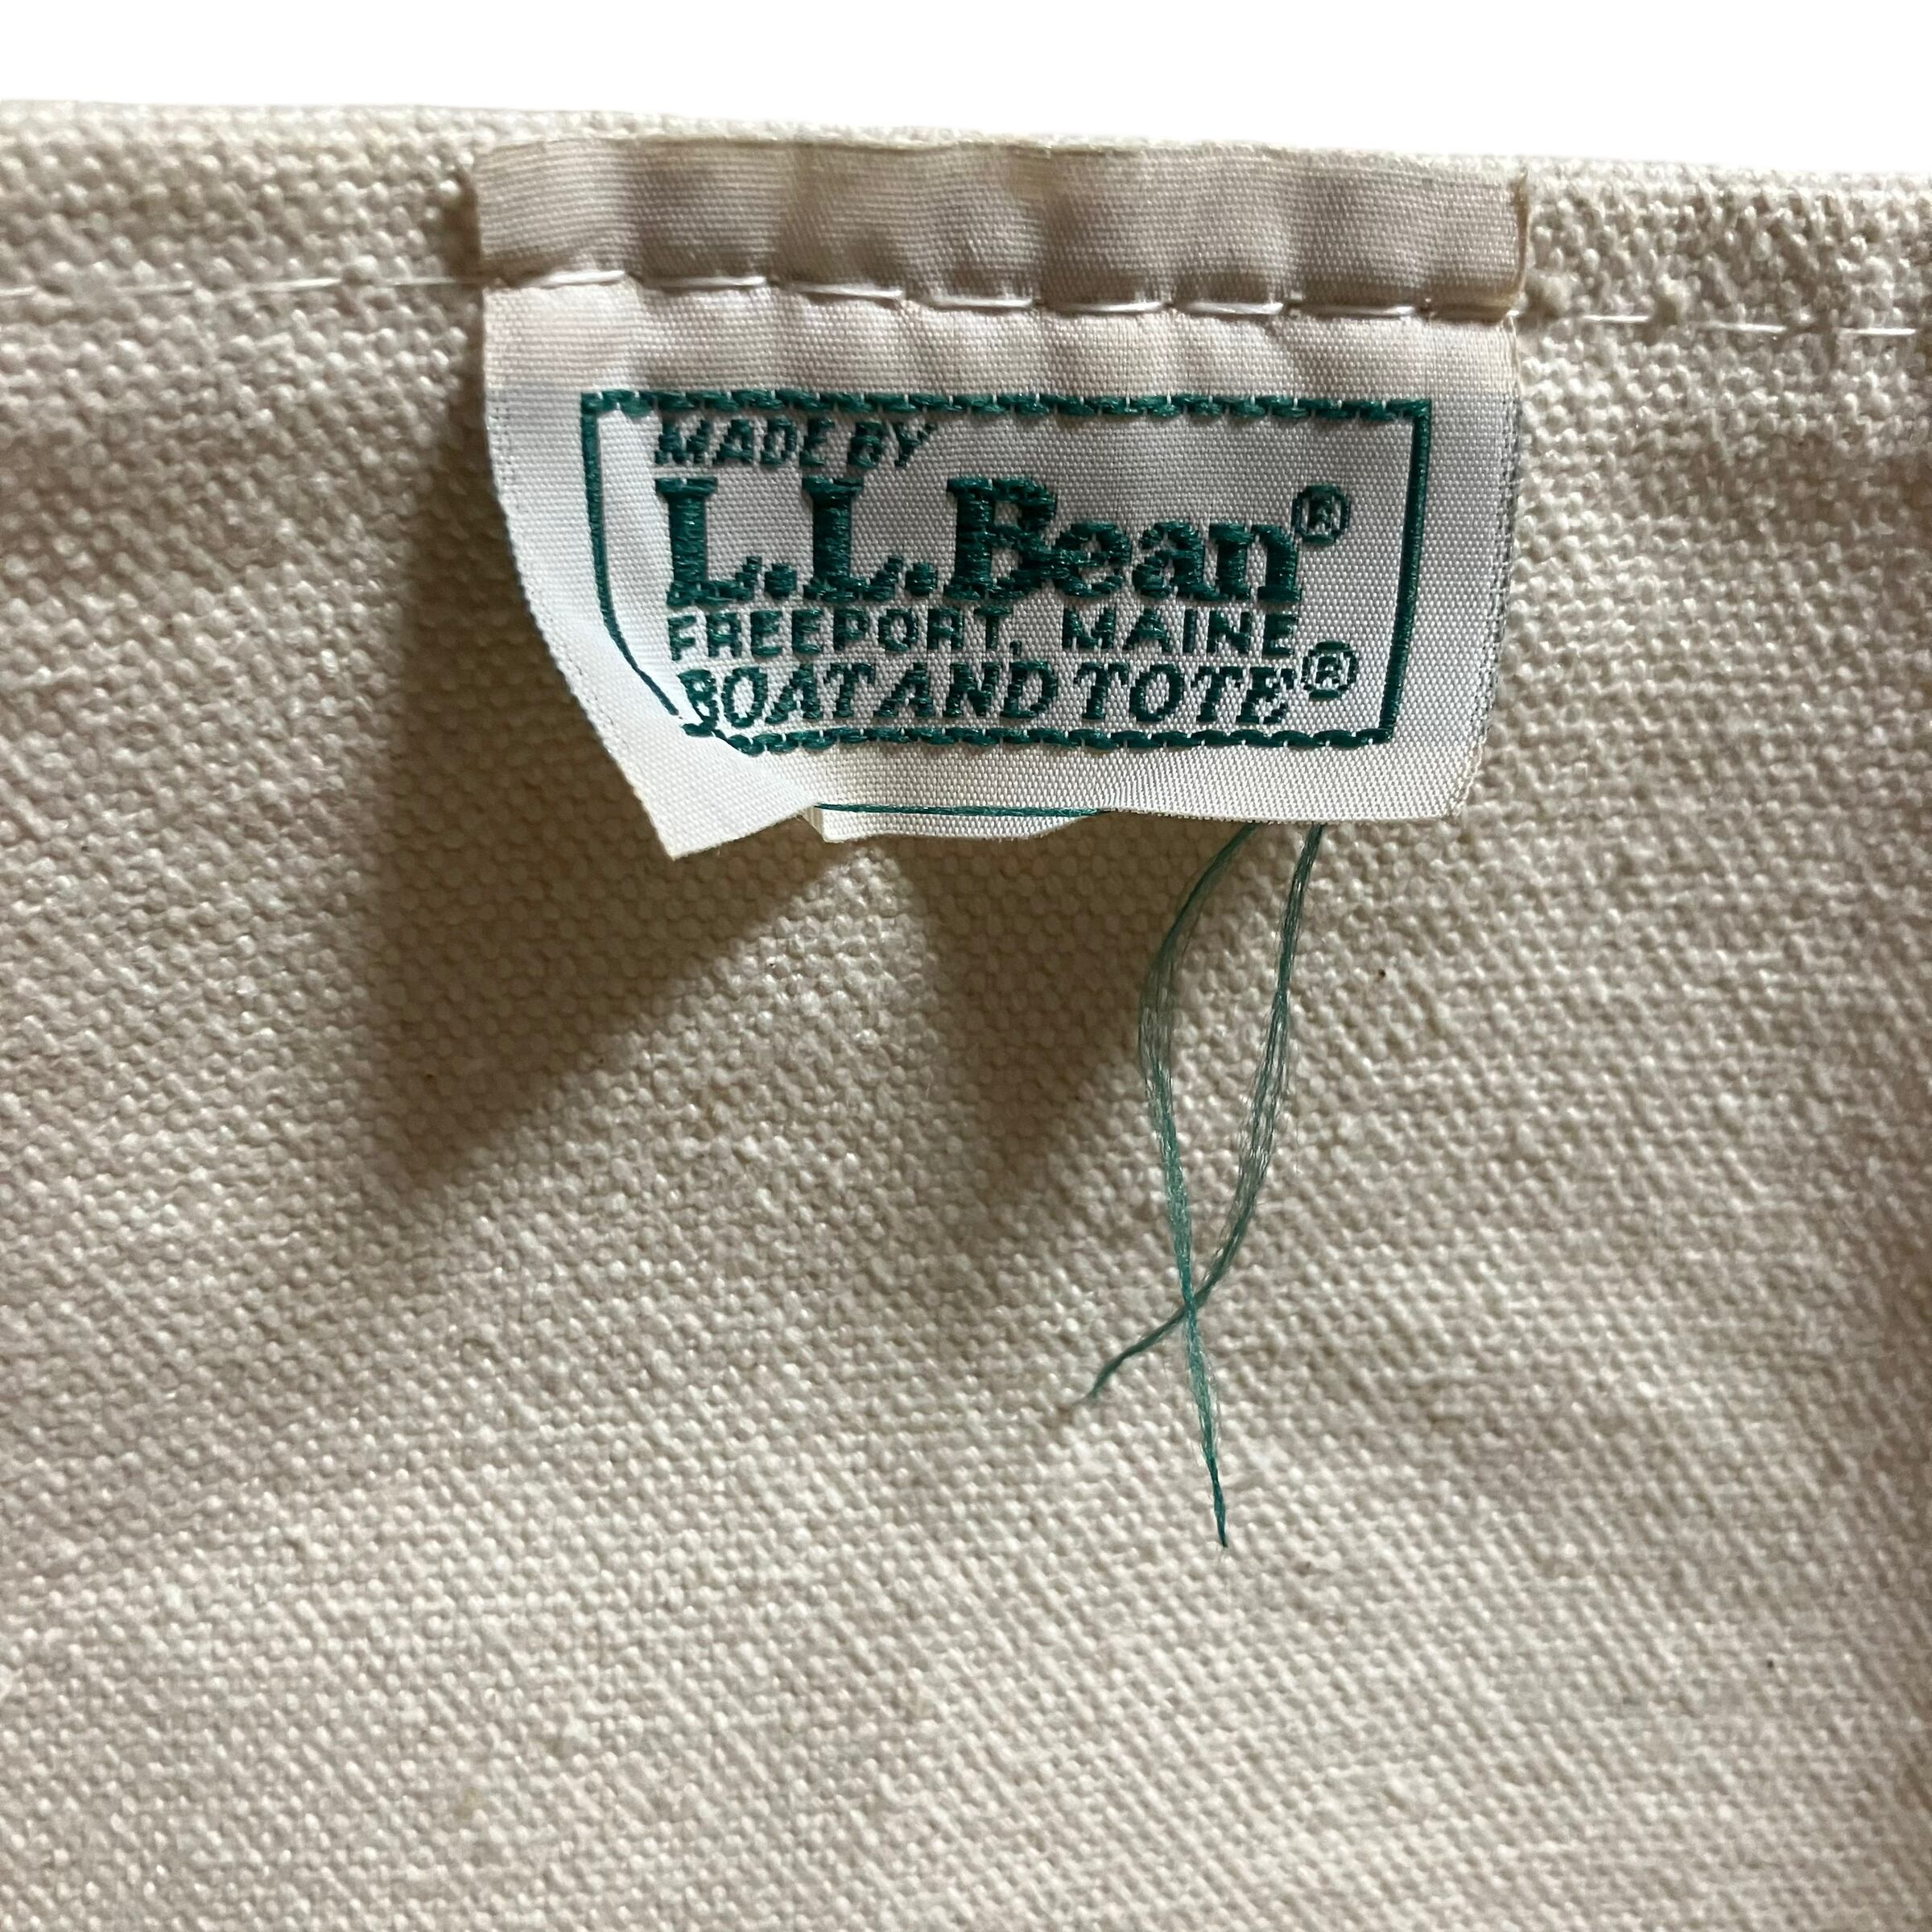 MADE BY
L.L.Bean®
FREEPORT, MAINE
BOAT AND TOTE®